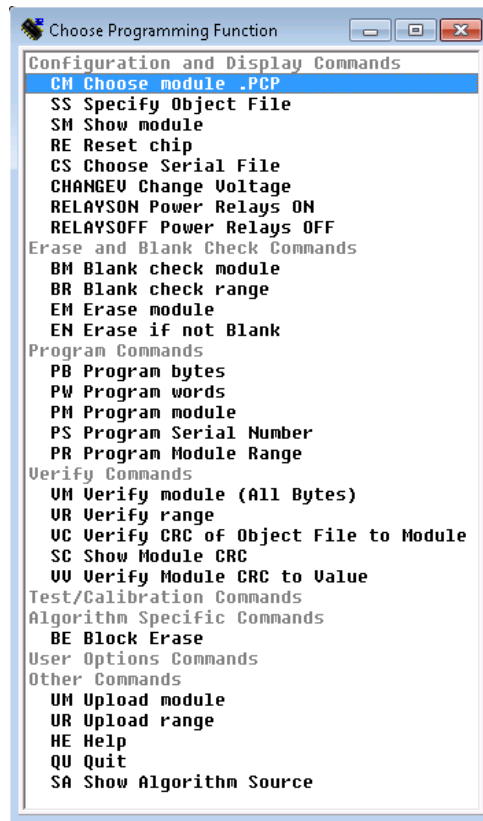 Choose Programming Function
Configuration and Display Commands
CM Choose module .PCP
SS Specify Object File
SM Show module
RE Reset chip
CS Choose Serial File
CHANGEV Change Voltage
RELAYSON Power Relays ON
RELAYSOFF Power Relays OFF
Erase and Blank Check Commands
BM Blank check module
BR Blank check range
EM Erase module
EN Erase if not Blank
Program Commands
PB Program bytes
PW Program words
PM Program module
PS Program Serial Number
PR Program Module Range
Verify Commands
VM Verify module (All Bytes)
VR Verify range
VC Verify CRC of Object File to Module
SC Show Module CRC
VV Verify Module CRC to Value
Test/Calibration Commands
Algorithm Specific Commands
BE Block Erase
User Options Commands
Other Commands
UM Upload module
UR Upload range
HE Help
QU Quit
SA Show Algorithm Source